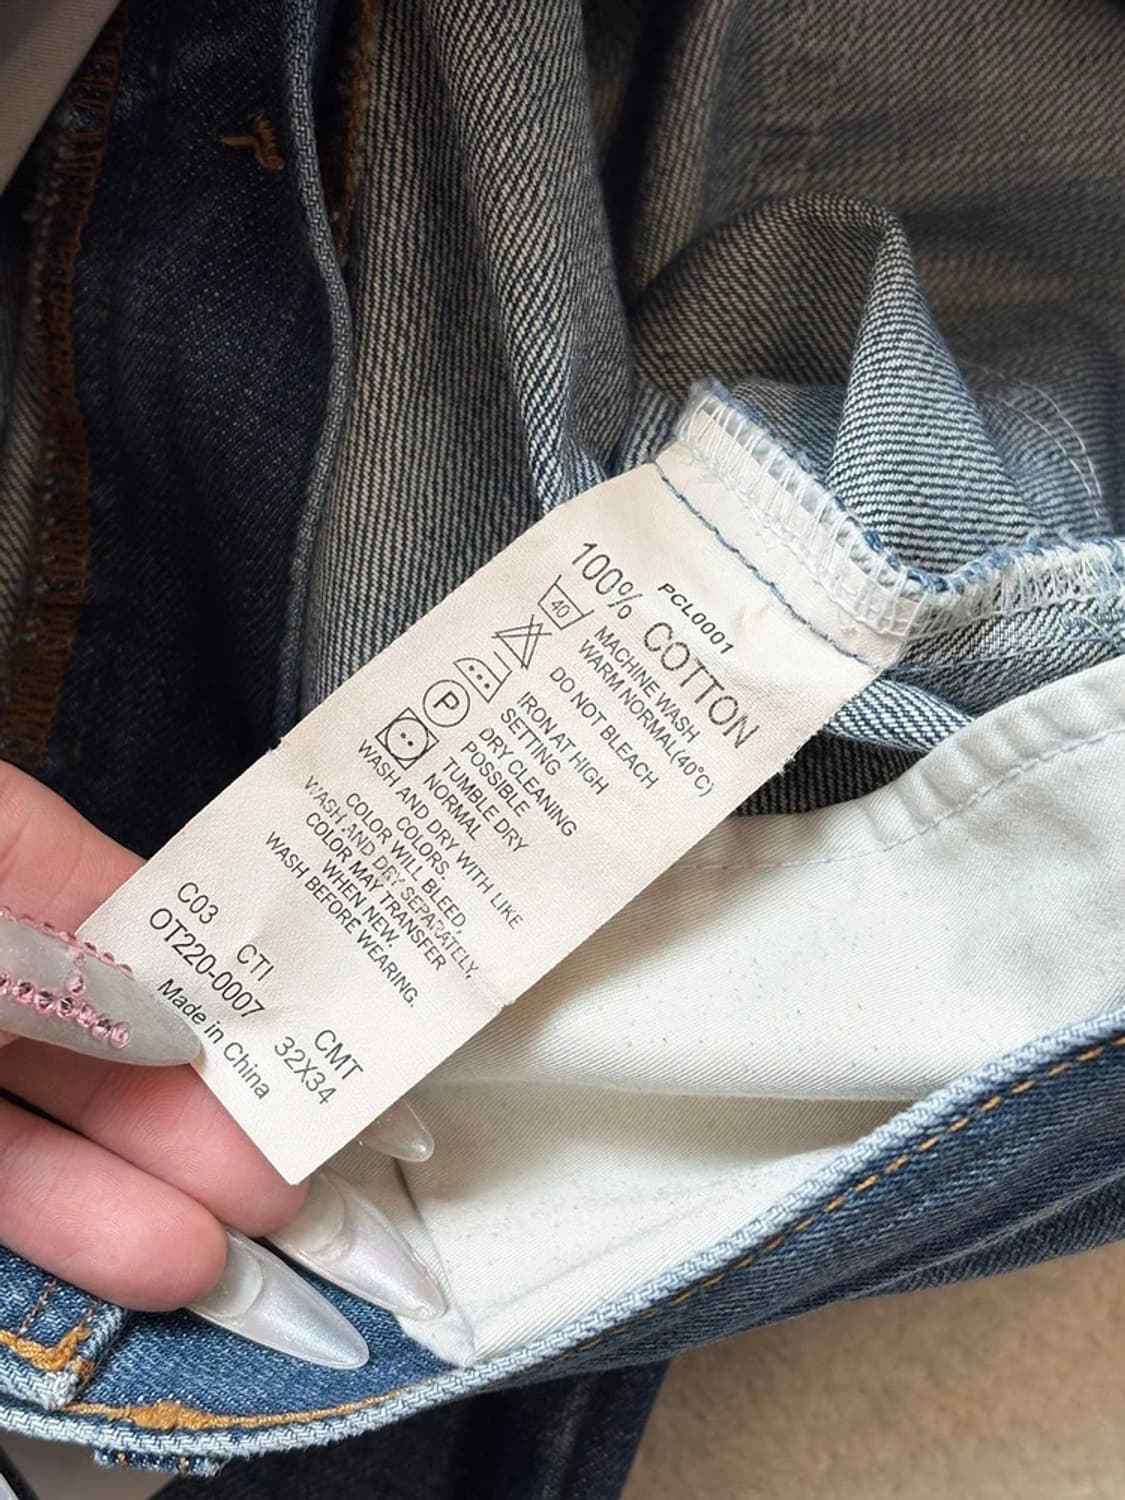 PCL0001
100% COTTON
40
MACHINE WASH
WARM NORMAL(40°C)
DO NOT BLEACH
IRON AT HIGH
SETTING
P
DRY CLEANING
POSSIBLE
TUMBLE DRY
NORMAL
WASH AND DRY WITH LIKE
COLORS.
COLOR WILL BLEED,
WASH AND DRY SEPARATELY,
COLOR MAY TRANSFER
WHEN NEW.
WASH BEFORE WEARING.
C03 CTI CMT
OT220-0007 32X34
Made in China